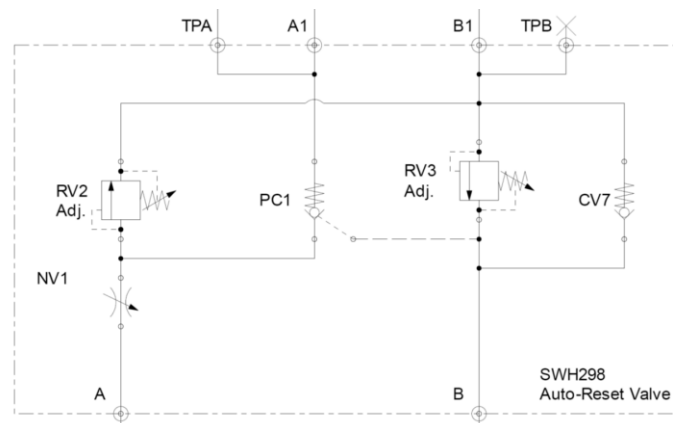 TPA
A1
B1
TPB
RV2
Adj.
PC1
RV3
Adj.
CV7
NV1
A
B
SWH298
Auto-Reset Valve